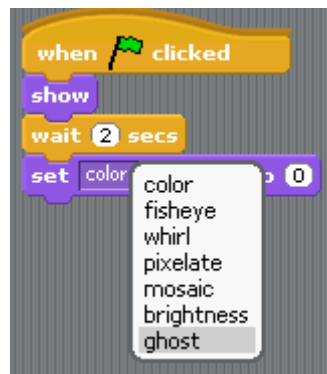 when clicked
show
wait 2 secs
set color 0
color
fisheye
whirl
pixelate
mosaic
brightness
ghost